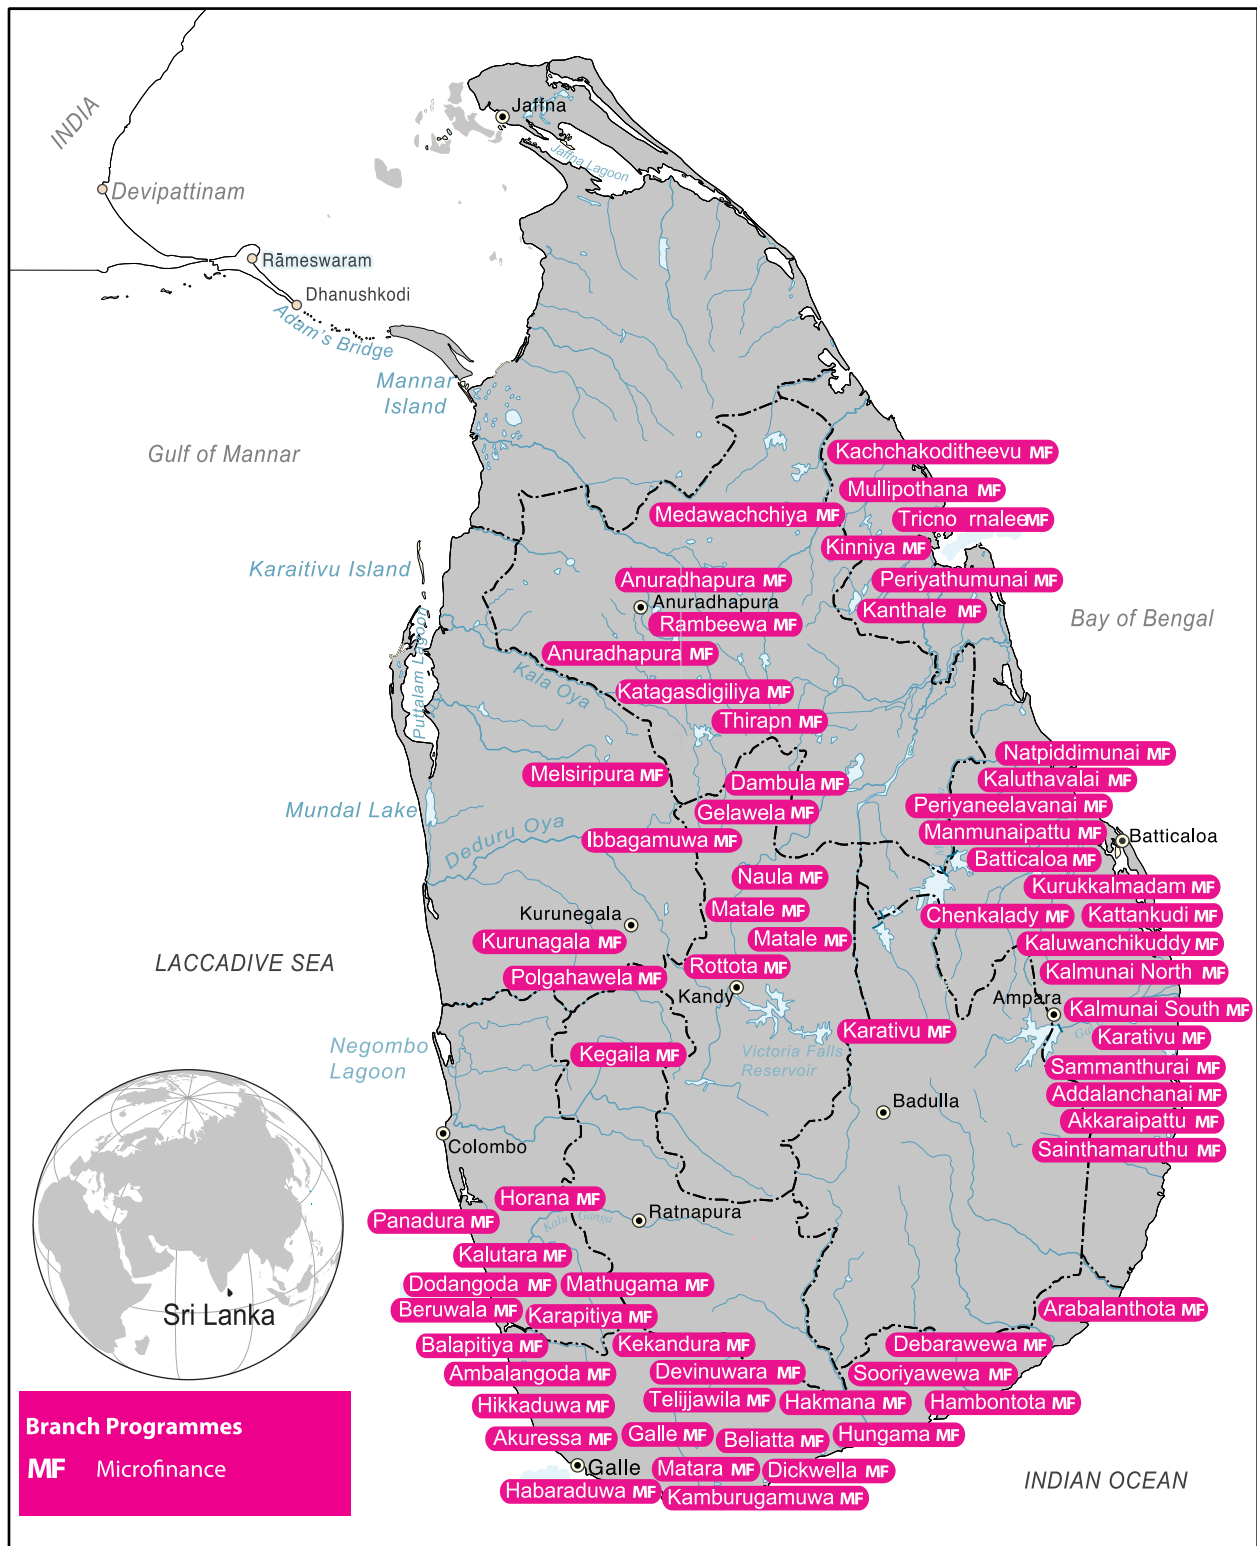 Jaffna
INDIA
Jaffna Lagoon
Devipattinam
Rāmeswaram
Dhanushkodi
Adam's Bridge
Mannar
Island
Gulf of Mannar
Kachchakoditheevu MF
Mullipothana MF
Medawachchiya MF
Tricno rnalee MF
Kinniya MF
Karaitivu Island
Anuradhapura MF
Periyathumunai MF
Anuradhapura
Kanthale MF
Rambeewa MF
Bay of Bengal
Anuradhapura MF
Puttalam Lagoon
Kala Oya
Katagasdigiliya MF
Thirapn MF
Natpiddimunai MF
Melsiripura MF
Dambula MF
Kaluthavalai MF
Mundal Lake
Gelawela MF
Periyaneelavanai MF
Deduru Oya
Ibbagamuwa MF
Manmunaipattu MF
Batticaloa
Batticaloa MF
Naula MF
Kurukkalmadam MF
Kurunegala
Matale MF
Chenkalady MF
Kattankudi MF
Kurunagala MF
Matale MF
Kaluwanchikuddy MF
LACCADIVE SEA
Rottota MF
Polgahawela MF
Kalmunai North MF
Kandy
Ampara
Kalmunai South MF
Karativu MF
Karativu MF
Negombo
Lagoon
Kegaila MF
Victoria Falls
Reservoir
Sammanthurai MF
Addalanchanai MF
Badulla
Akkaraipattu MF
Colombo
Sainthamaruthu MF
Horana MF
Kalu Ganga
Ratnapura
Panadura MF
Kalutara MF
Dodangoda MF
Mathugama MF
Sri Lanka
Beruwala MF
Karapitiya MF
Arabalanthota MF
Balapitiya MF
Kekandura MF
Debarawewa MF
Ambalangoda MF
Devinuwara MF
Sooriyawewa MF
Hikkaduwa MF
Telijjawila MF
Hakmana MF
Hambontota MF
Branch Programmes
Akuressa MF
Galle MF
Beliatta MF
Hungama MF
MF Microfinance
Galle
Matara MF
Dickwella MF
INDIAN OCEAN
Habaraduwa MF
Kamburugamuwa MF